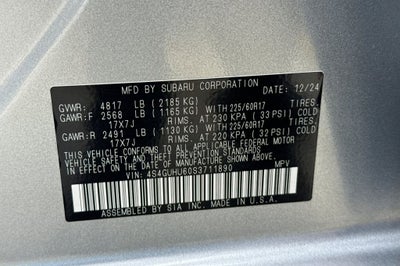 MFD.BY SUBARU CORPORATION 12/24
GVWR: 4817 LB (2185 KG)
GAWR:F 2568 LB (1165 KG) WITH 225/60R17 TIRES.
17X7J RIMS.AT 230 KPA ( 33 PSI) COLD
GAWR:R 2491 LB (1130 KG) WITH 225/60R17 TIRES.
17X7J RIMS.AT 220 KPA ( 32 PSI) COLD
THIS VEHICLE CONFORMS TO ALL APPLICABLE FEDERAL MOTOR
VEHICLE SAFETY AND THEFT PREVENTION STANDARDS IN EFFECT
ON THE DATE OF MANUFACTURE SHOWN ABOVE.
VIN: 4S4GUHU60S3711890 MPV
ASSEMBLED BY SIA INC. MADE IN U.S.A.